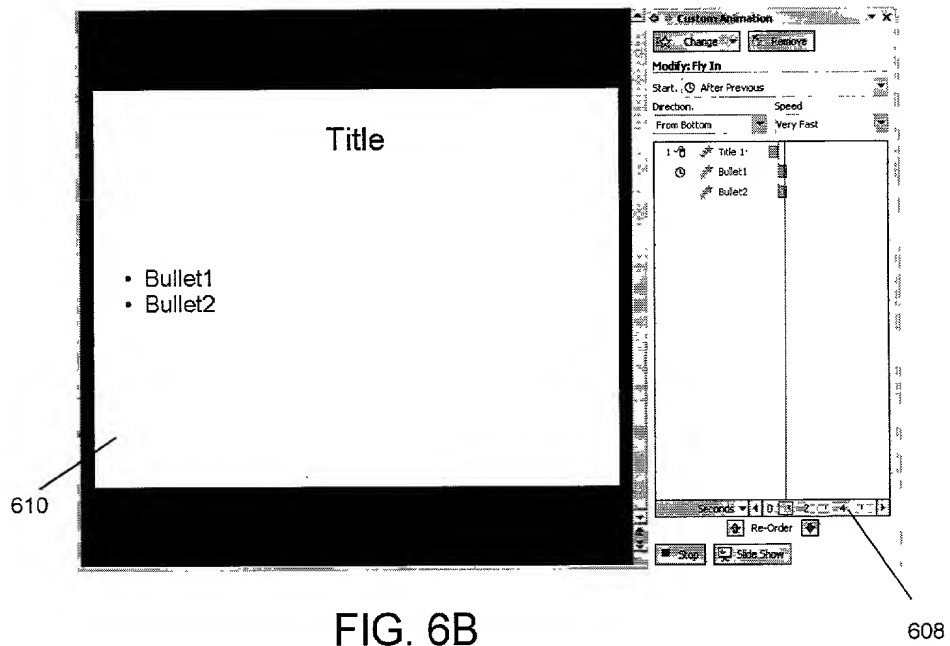 Custom Animation
Change Remove
Modify: Fly In
Start. After Previous
Direction. Speed
From Bottom Very Fast
1 Title 1
Bullet1
Bullet2
Title
• Bullet1
• Bullet2
610
Seconds 0 2 4
Re-Order
Stop Slide Show
608
FIG. 6B